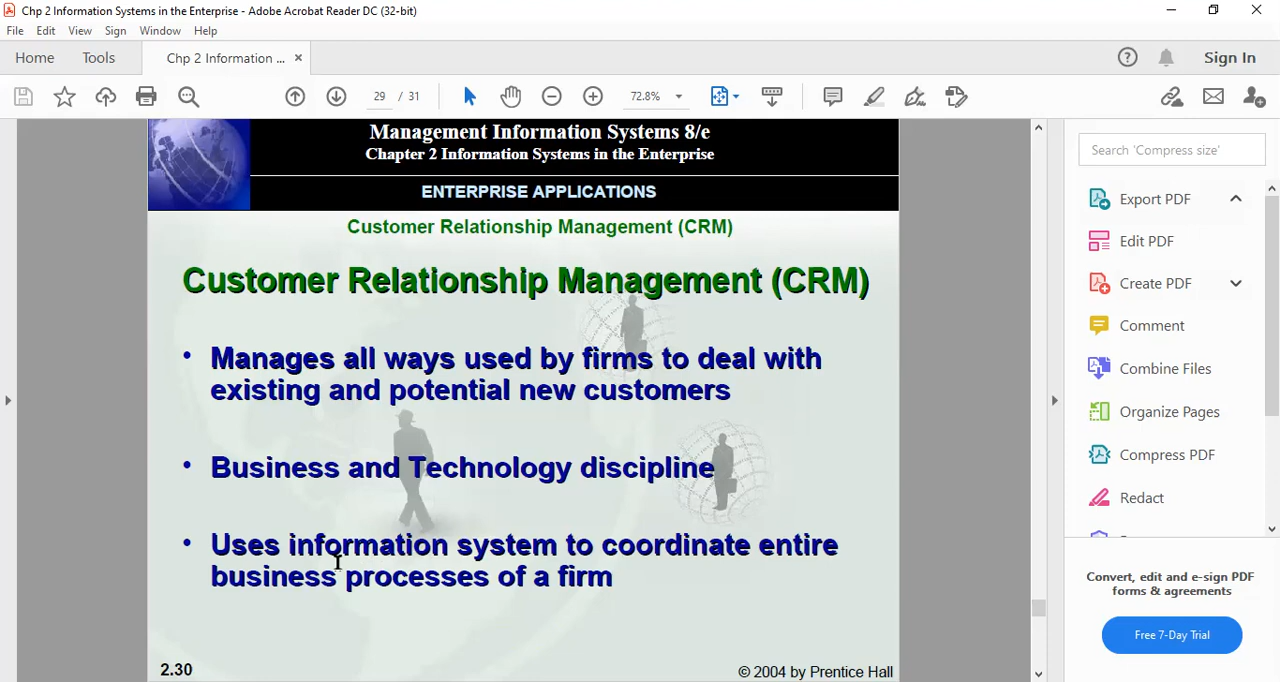 Chp 2 Information Systems in the Enterprise - Adobe Acrobat Reader DC (32-bit)
File Edit View Sign Window Help
Home Tools Chp 2 Information ... × Sign In
29 / 31 72.8%
Management Information Systems 8/e
Chapter 2 Information Systems in the Enterprise
ENTERPRISE APPLICATIONS
Customer Relationship Management (CRM)
Customer Relationship Management (CRM)
• Manages all ways used by firms to deal with
existing and potential new customers
• Business and Technology discipline
• Uses information system to coordinate entire
business processes of a firm
2.30 © 2004 by Prentice Hall
Search 'Compress size'
Export PDF
Edit PDF
Create PDF
Comment
Combine Files
Organize Pages
Compress PDF
Redact
Convert, edit and e-sign PDF
forms & agreements
Free 7-Day Trial